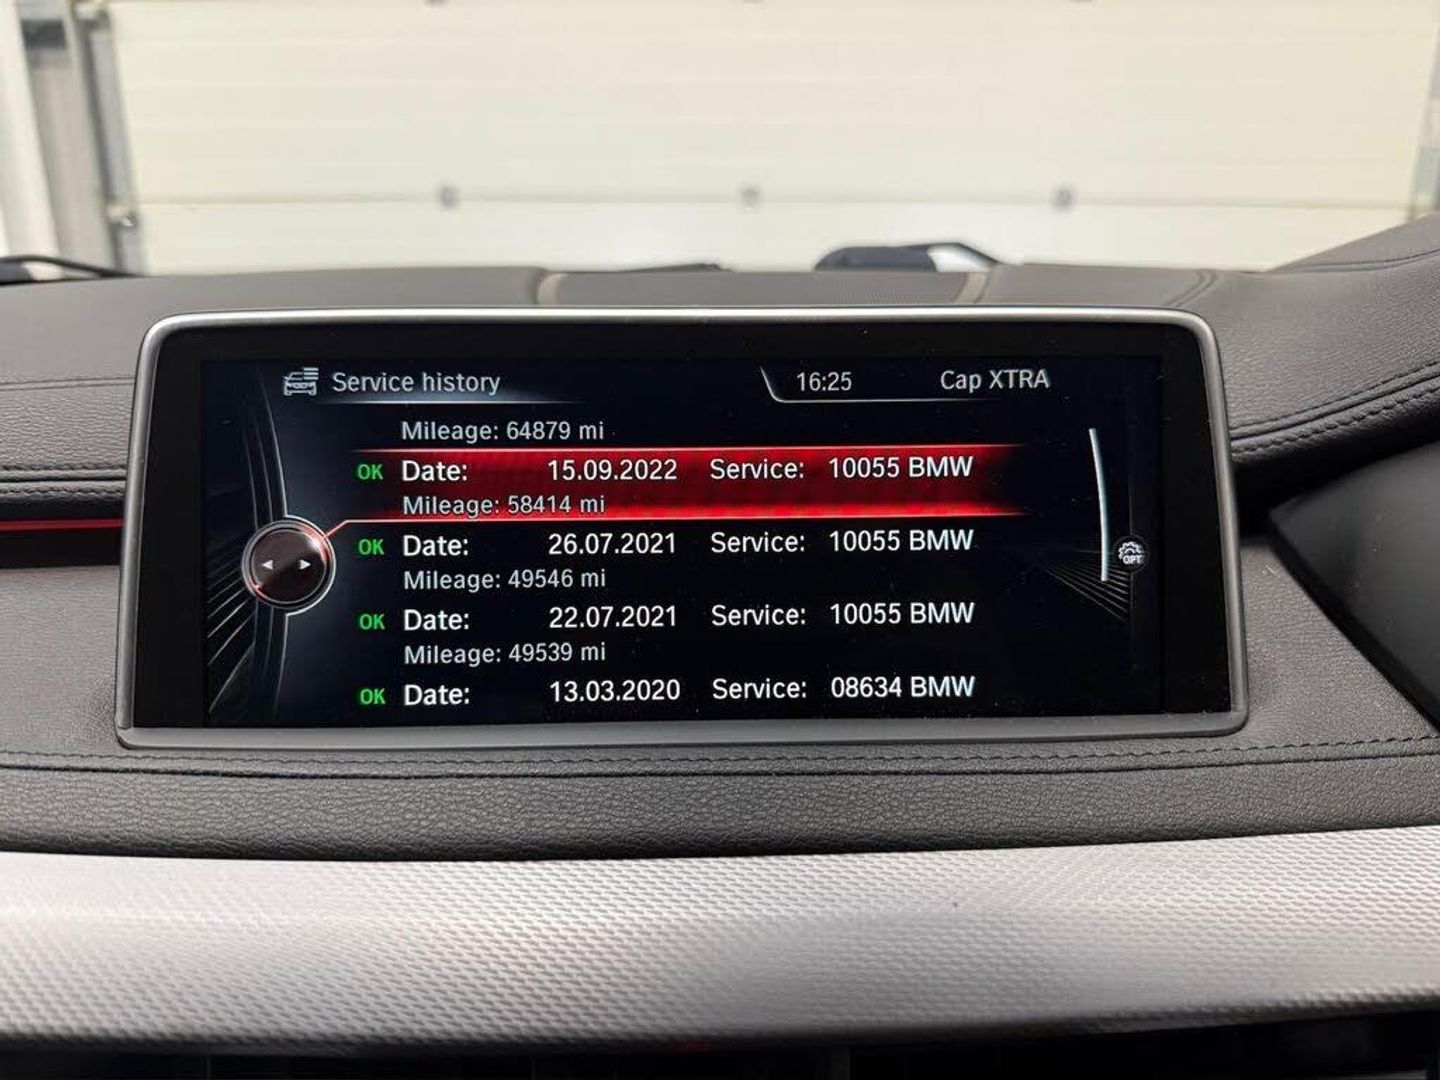 Service history 16:25 Cap XTRA
Mileage: 64879 mi
OK Date: 15.09.2022 Service: 10055 BMW
Mileage: 58414 mi
OK Date: 26.07.2021 Service: 10055 BMW
Mileage: 49546 mi
OPT
OK Date: 22.07.2021 Service: 10055 BMW
Mileage: 49539 mi
OK Date: 13.03.2020 Service: 08634 BMW